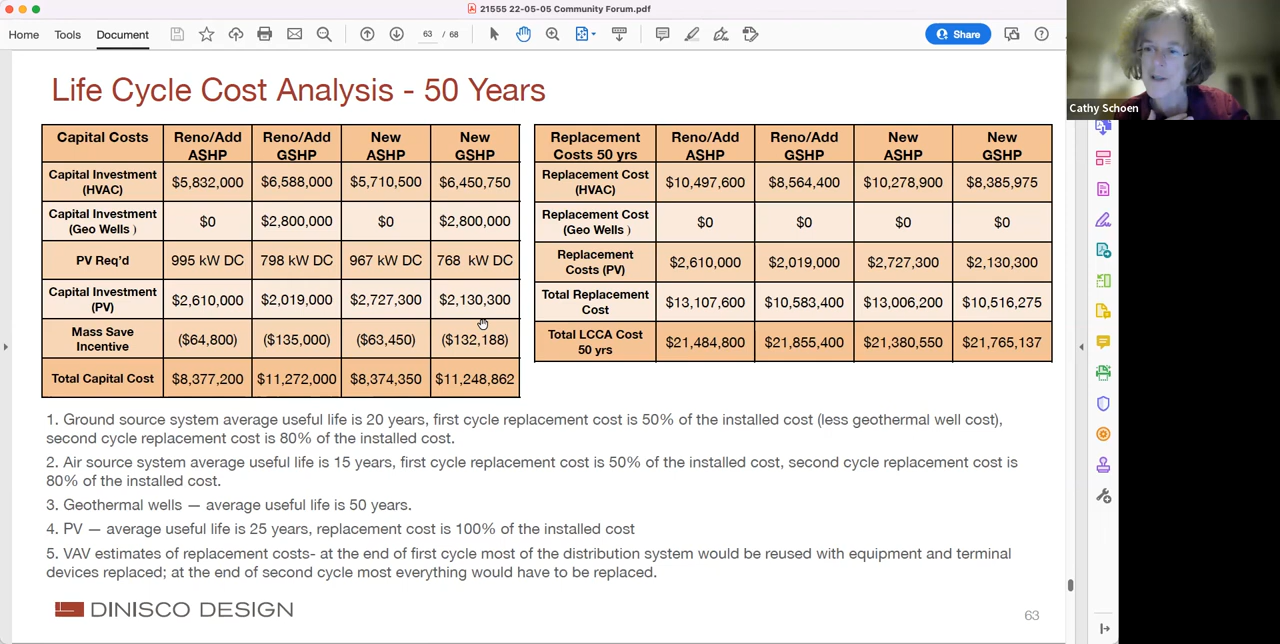 21555 22-05-05 Community Forum.pdf
Home Tools Document 63 / 68 Share
Cathy Schoen
Life Cycle Cost Analysis - 50 Years
Capital Costs Reno/Add ASHP Reno/Add GSHP New ASHP New GSHP
Capital Investment (HVAC) $5,832,000 $6,588,000 $5,710,500 $6,450,750
Capital Investment (Geo Wells ) $0 $2,800,000 $0 $2,800,000
PV Req'd 995 kW DC 798 kW DC 967 kW DC 768 kW DC
Capital Investment (PV) $2,610,000 $2,019,000 $2,727,300 $2,130,300
Mass Save Incentive ($64,800) ($135,000) ($63,450) ($132,188)
Total Capital Cost $8,377,200 $11,272,000 $8,374,350 $11,248,862
Replacement Costs 50 yrs Reno/Add ASHP Reno/Add GSHP New ASHP New GSHP
Replacement Cost (HVAC) $10,497,600 $8,564,400 $10,278,900 $8,385,975
Replacement Cost (Geo Wells ) $0 $0 $0 $0
Replacement Costs (PV) $2,610,000 $2,019,000 $2,727,300 $2,130,300
Total Replacement Cost $13,107,600 $10,583,400 $13,006,200 $10,516,275
Total LCCA Cost 50 yrs $21,484,800 $21,855,400 $21,380,550 $21,765,137
1. Ground source system average useful life is 20 years, first cycle replacement cost is 50% of the installed cost (less geothermal well cost),
second cycle replacement cost is 80% of the installed cost.
2. Air source system average useful life is 15 years, first cycle replacement cost is 50% of the installed cost, second cycle replacement cost is
80% of the installed cost.
3. Geothermal wells — average useful life is 50 years.
4. PV — average useful life is 25 years, replacement cost is 100% of the installed cost
5. VAV estimates of replacement costs- at the end of first cycle most of the distribution system would be reused with equipment and terminal
devices replaced; at the end of second cycle most everything would have to be replaced.
DINISCO DESIGN
63